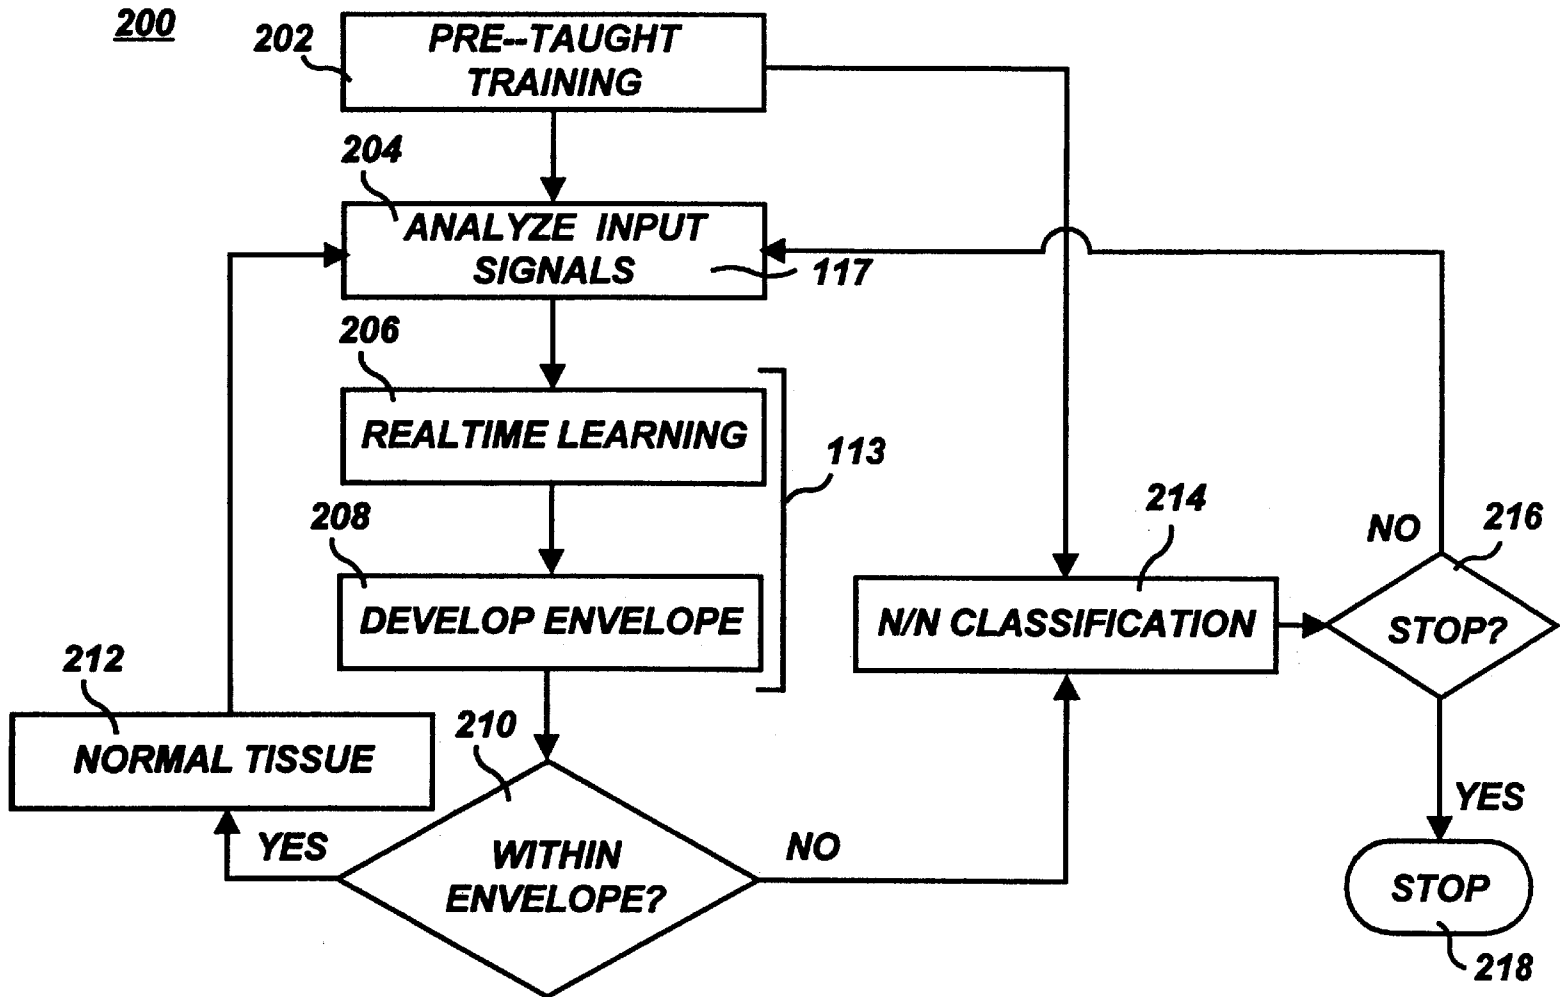 200
202
PRE--TAUGHT
TRAINING
204
ANALYZE INPUT
SIGNALS
117
206
REALTIME LEARNING
113
208
DEVELOP ENVELOPE
214
N/N CLASSIFICATION
NO
216
STOP?
212
NORMAL TISSUE
210
YES
WITHIN
ENVELOPE?
NO
YES
STOP
218